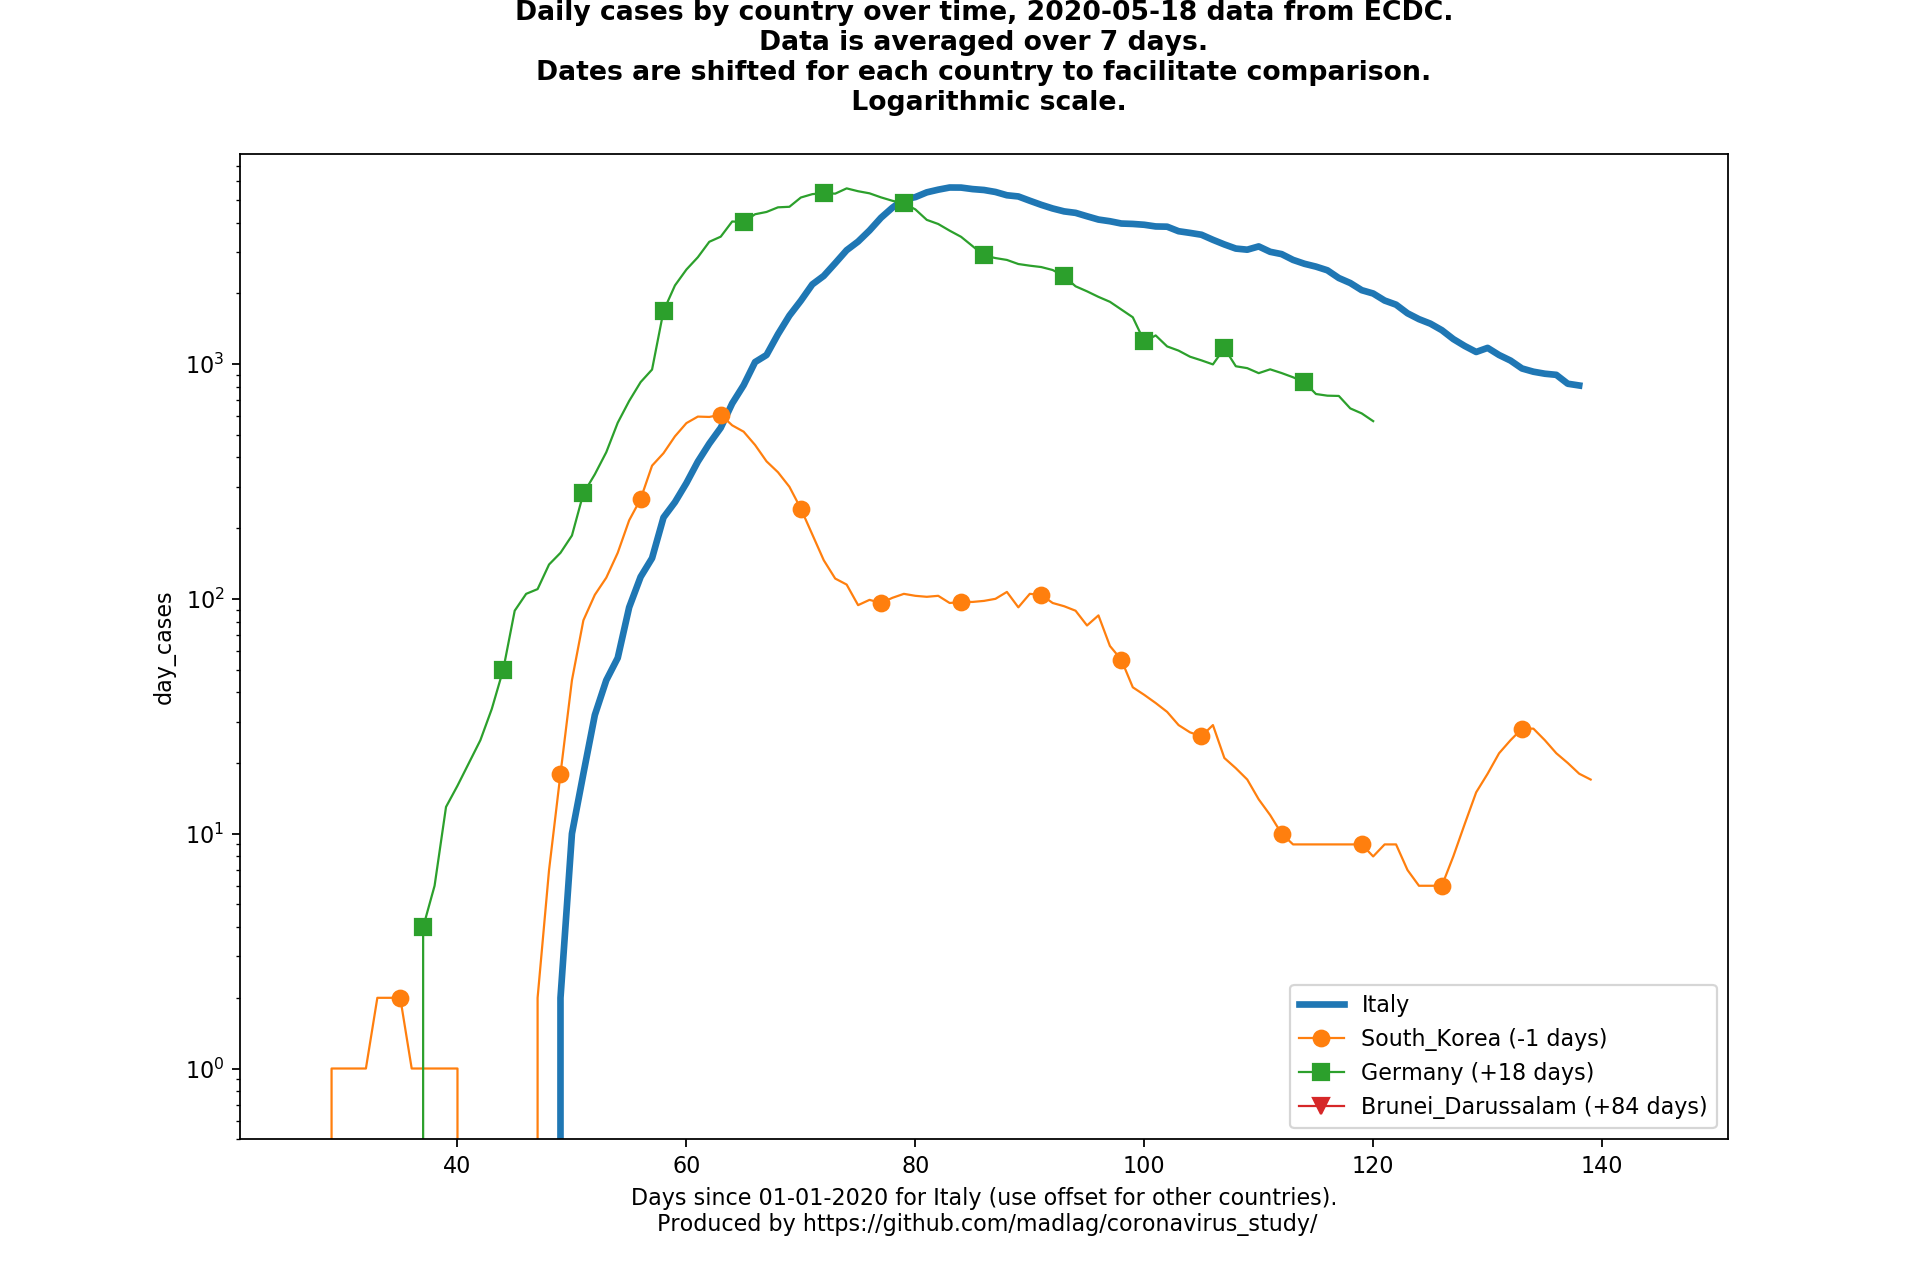 Daily cases by country over time, 2020-05-18 data from ECDC.
Data is averaged over 7 days.
Dates are shifted for each country to facilitate comparison.
Logarithmic scale.
10³
10²
10¹
10⁰
day_cases
40 60 80 100 120 140
Italy
South_Korea (-1 days)
Germany (+18 days)
Brunei_Darussalam (+84 days)
Days since 01-01-2020 for Italy (use offset for other countries).
Produced by https://github.com/madlag/coronavirus_study/